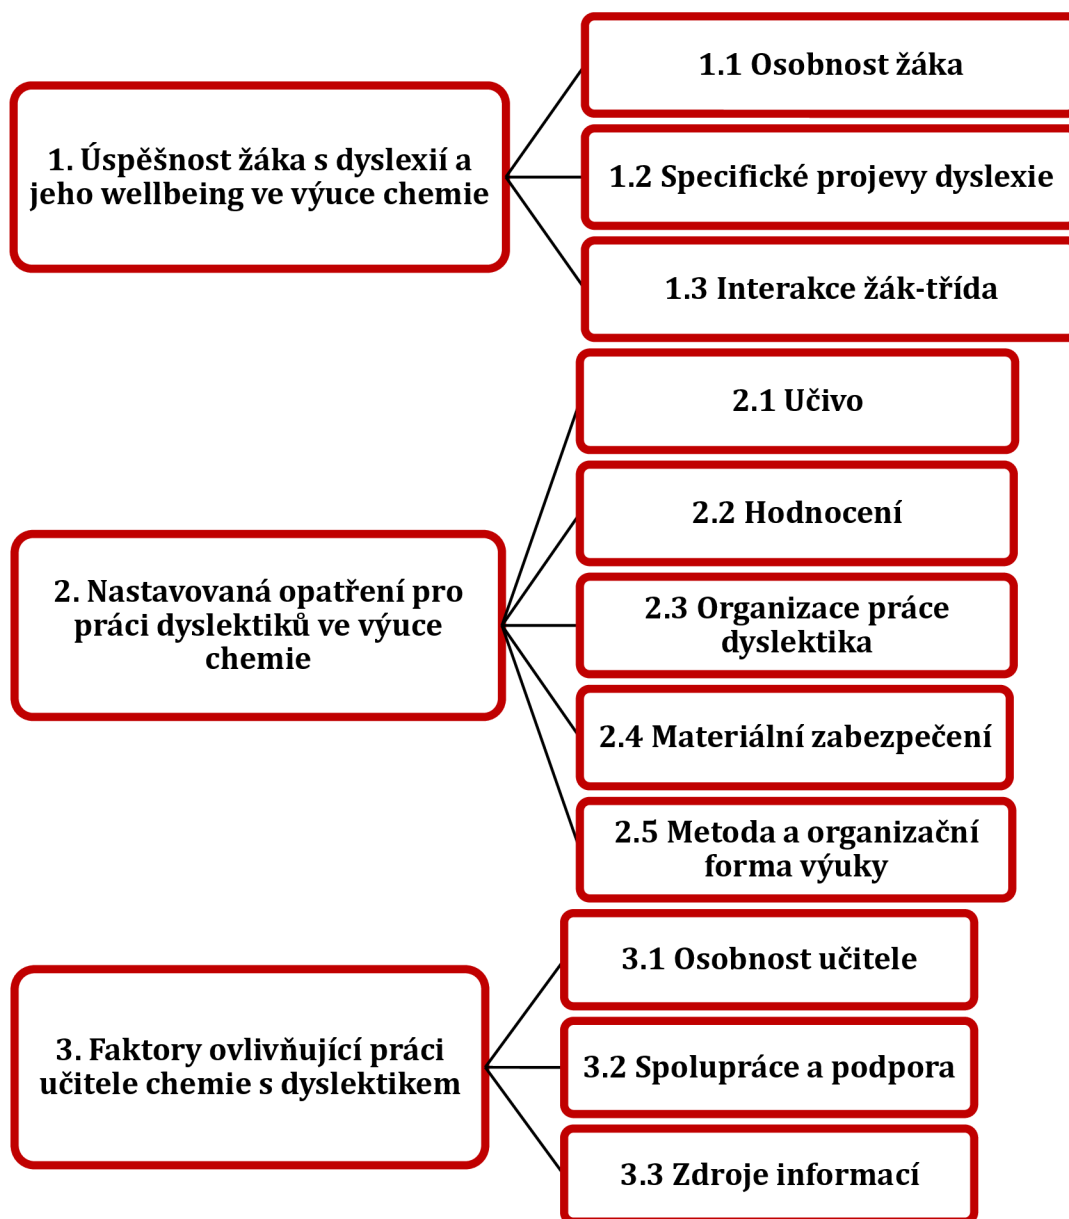 1. Úspěšnost žáka s dyslexií a
jeho wellbeing ve výuce chemie
1.1 Osobnost žáka
1.2 Specifické projevy dyslexie
1.3 Interakce žák-třída
2. Nastavovaná opatření pro
práci dyslektiků ve výuce
chemie
2.1 Učivo
2.2 Hodnocení
2.3 Organizace práce
dyslektika
2.4 Materiální zabezpečení
2.5 Metoda a organizační
forma výuky
3. Faktory ovlivňující práci
učitele chemie s dyslektikem
3.1 Osobnost učitele
3.2 Spolupráce a podpora
3.3 Zdroje informací